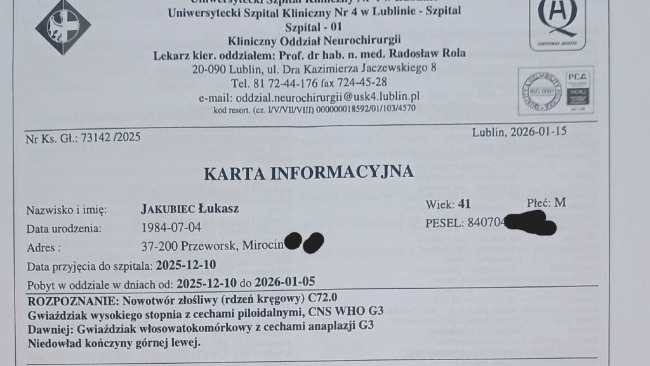 Uniwersytecki Szpital Kliniczny Nr 4 w Lublinie - Szpital
Szpital - 01
Kliniczny Oddział Neurochirurgii
Lekarz kier. oddziałem: Prof. dr hab. n. med. Radosław Rola
20-090 Lublin, ul. Dra Kazimierza Jaczewskiego 8
Tel. 81 72-44-176 fax 724-45-28
e-mail: oddzial.neurochirurgii@usk4.lublin.pl
kod resort. (cz. I/V/VII/VIII) 000000018592/01/103/4570
Nr Ks. Gł.: 73142 /2025
Lublin, 2026-01-15
KARTA INFORMACYJNA
Nazwisko i imię: JAKUBIEC Łukasz Wiek: 41 Płeć: M
Data urodzenia: 1984-07-04 PESEL: 840704
Adres : 37-200 Przeworsk, Mirocin
Data przyjęcia do szpitala: 2025-12-10
Pobyt w oddziale w dniach od: 2025-12-10 do 2026-01-05
ROZPOZNANIE: Nowotwór złośliwy (rdzeń kręgowy) C72.0
Gwiaździak wysokiego stopnia z cechami piloidalnymi, CNS WHO G3
Dawniej: Gwiaździak włosowatokomórkowy z cechami anaplazji G3
Niedowład kończyny górnej lewej.